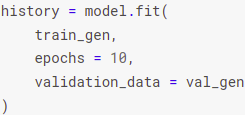 history = model.fit(
    train_gen,
    epochs = 10,
    validation_data = val_gen
)